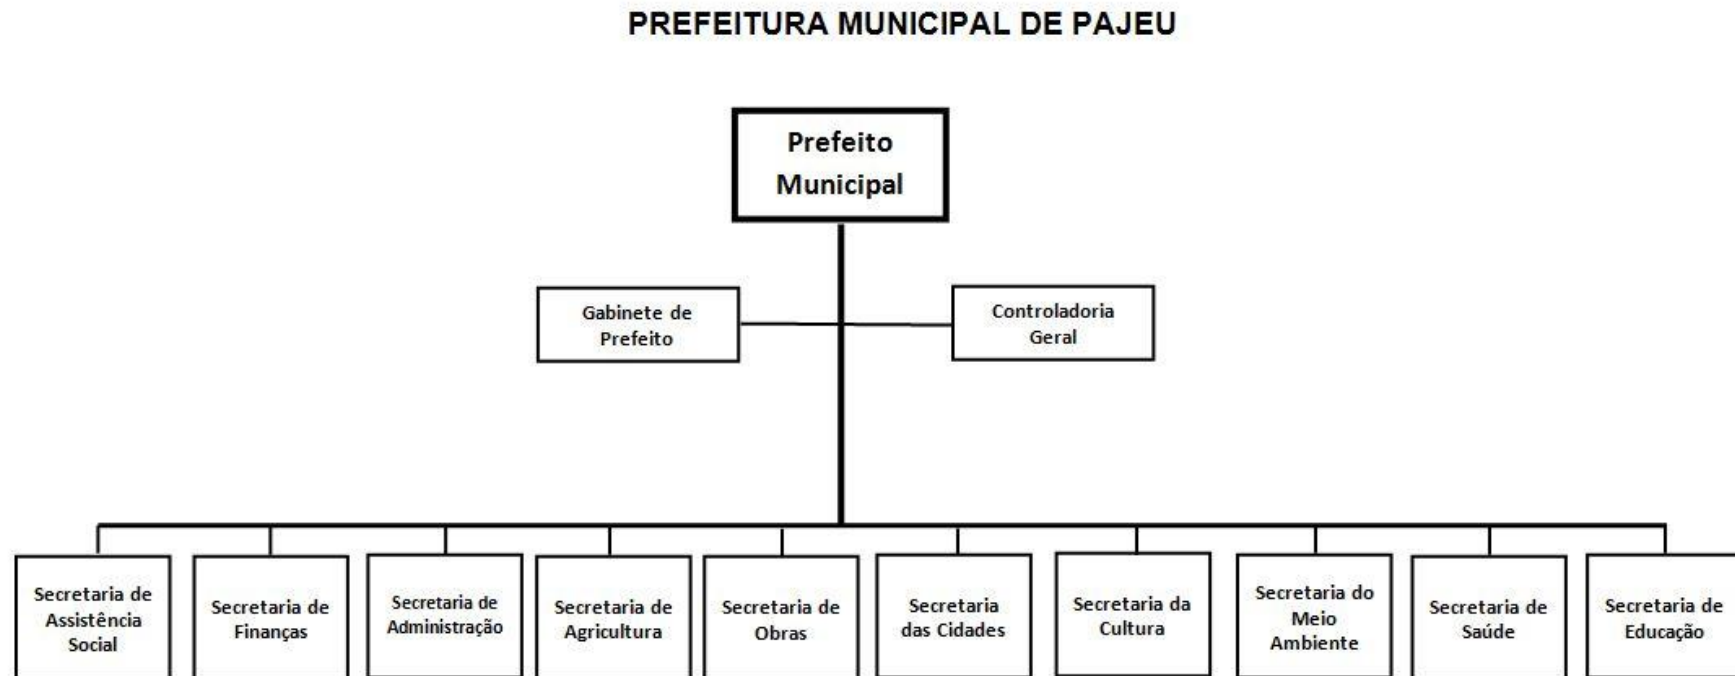 PREFEITURA MUNICIPAL DE PAJEU
Prefeito
Municipal
Gabinete de
Prefeito
Controladoria
Geral
Secretaria de
Assistência
Social
Secretaria de
Finanças
Secretaria de
Administração
Secretaria de
Agricultura
Secretaria de
Obras
Secretaria
das Cidades
Secretaria da
Cultura
Secretaria do
Meio
Ambiente
Secretaria de
Saúde
Secretaria de
Educação